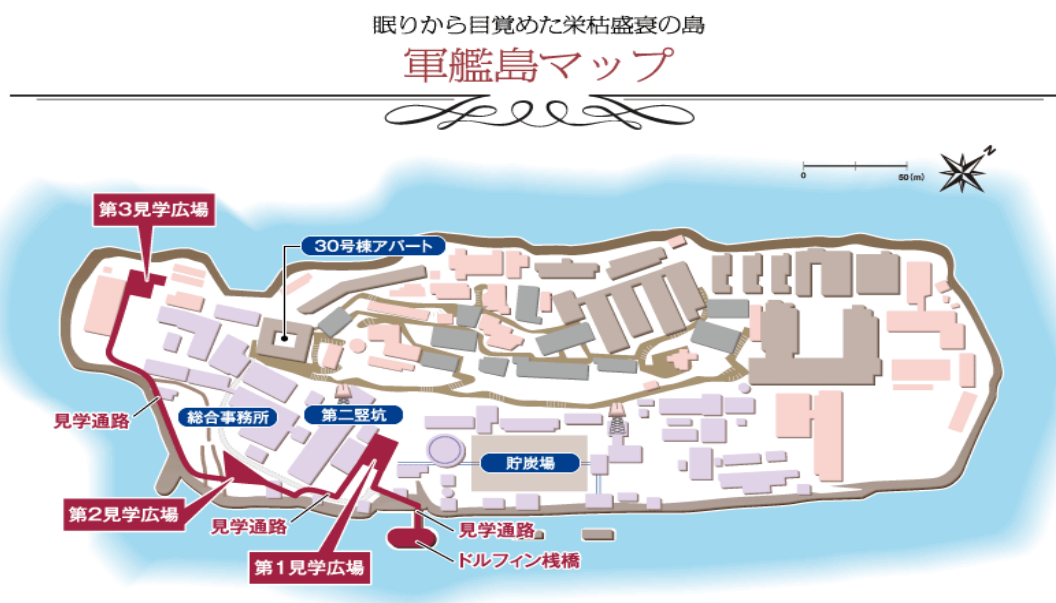 眠りから目覚めた栄枯盛衰の島
軍艦島マップ
N
0
50(m)
第3見学広場
30号棟アパート
見学通路
総合事務所
第二竪坑
貯炭場
第2見学広場
見学通路
見学通路
第1見学広場
ドルフィン桟橋